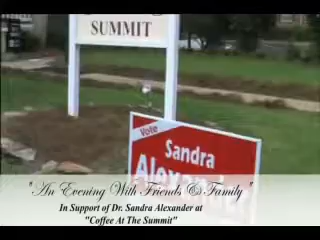 SUMMIT
Vote
Sandra
Alexander
"An Evening With Friends & Family"
In Support of Dr. Sandra Alexander at
"Coffee At The Summit"